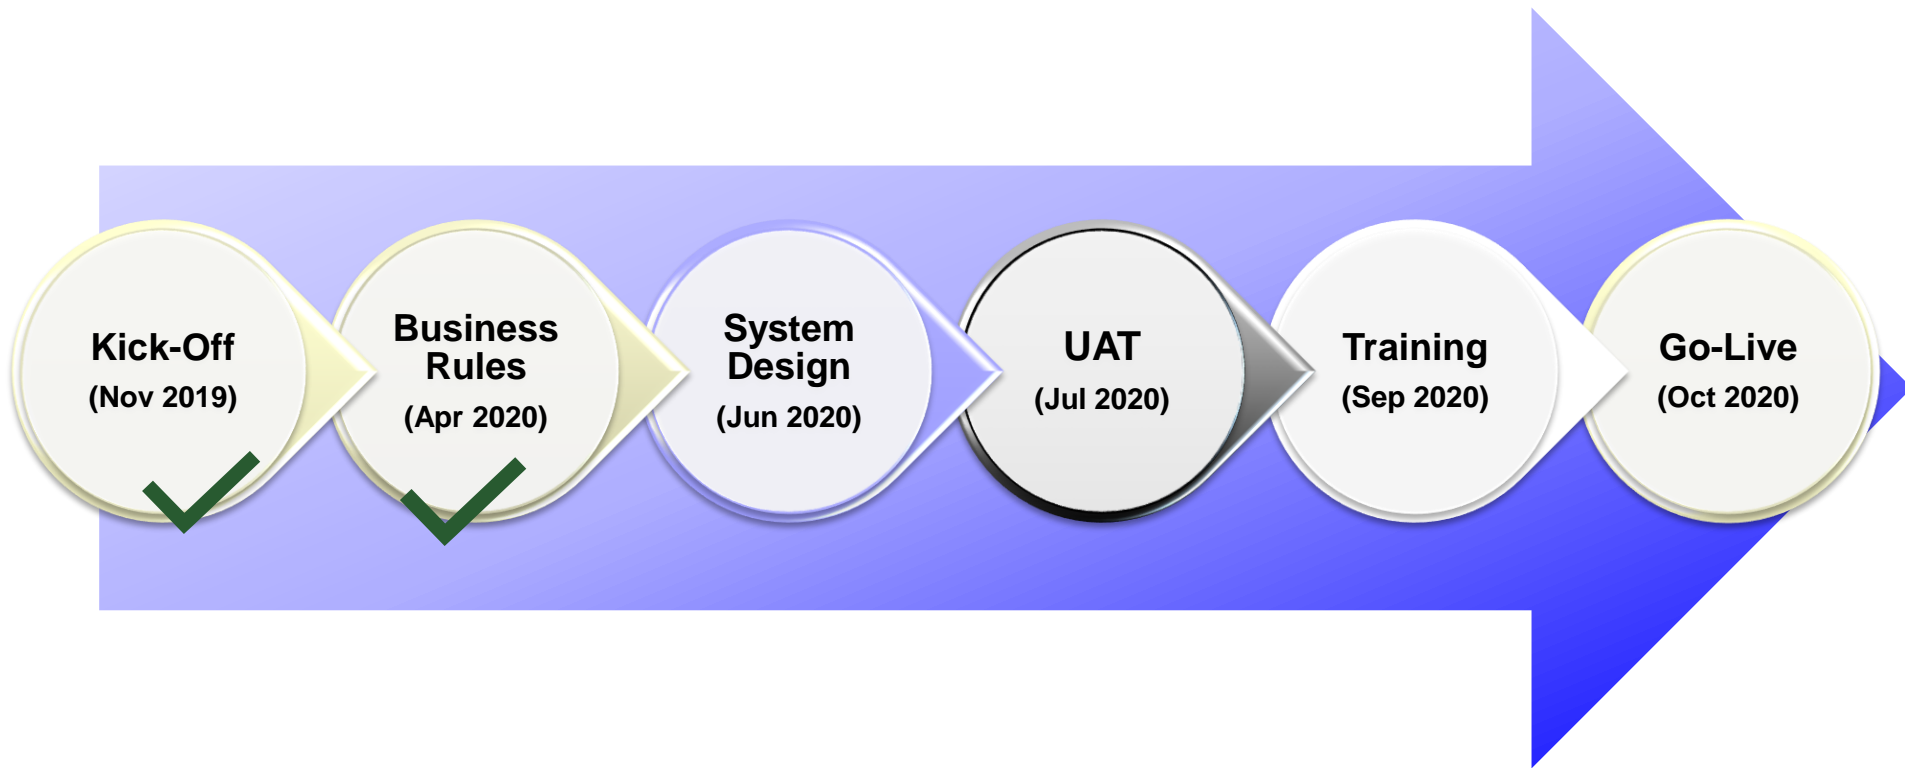 Kick-Off
(Nov 2019)
Business
Rules
(Apr 2020)
System
Design
(Jun 2020)
UAT
(Jul 2020)
Training
(Sep 2020)
Go-Live
(Oct 2020)